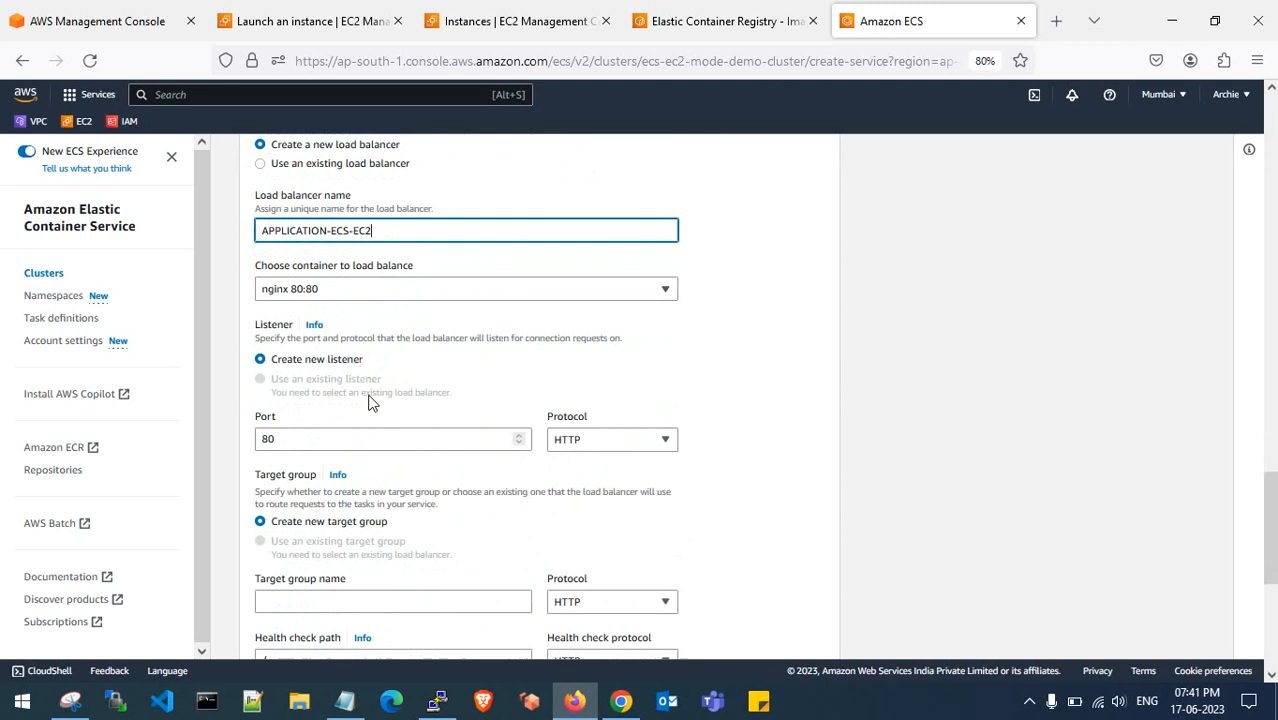 AWS Management Console
Launch an instance | EC2 Mana
Instances | EC2 Management C
Elastic Container Registry - Ima
Amazon ECS
https://ap-south-1.console.aws.amazon.com/ecs/v2/clusters/ecs-ec2-mode-demo-cluster/create-service?region=ap-
80%
aws
Services
Search
[Alt+S]
Mumbai
Archie
VPC
EC2
IAM
New ECS Experience
Tell us what you think
Amazon Elastic
Container Service
Clusters
Namespaces New
Task definitions
Account settings New
Install AWS Copilot
Amazon ECR
Repositories
AWS Batch
Documentation
Discover products
Subscriptions
Create a new load balancer
Use an existing load balancer
Load balancer name
Assign a unique name for the load balancer.
APPLICATION-ECS-EC2
Choose container to load balance
nginx 80:80
Listener Info
Specify the port and protocol that the load balancer will listen for connection requests on.
Create new listener
Use an existing listener
You need to select an existing load balancer.
Port
Protocol
80
HTTP
Target group Info
Specify whether to create a new target group or choose an existing one that the load balancer will use
to route requests to the tasks in your service.
Create new target group
Use an existing target group
You need to select an existing load balancer.
Target group name
Protocol
HTTP
Health check path Info
Health check protocol
CloudShell
Feedback
Language
© 2023, Amazon Web Services India Private Limited or its affiliates.
Privacy
Terms
Cookie preferences
ENG
07:41 PM
17-06-2023